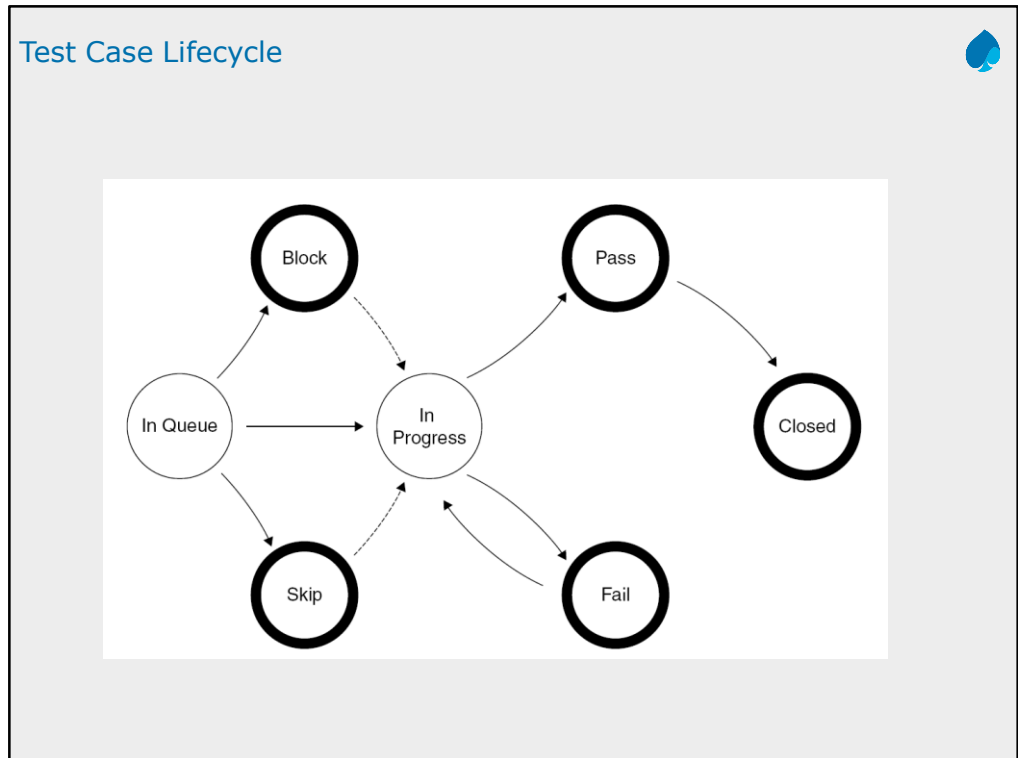 Test Case Lifecycle
Block
Pass
In Queue
In
Progress
Closed
Skip
Fail